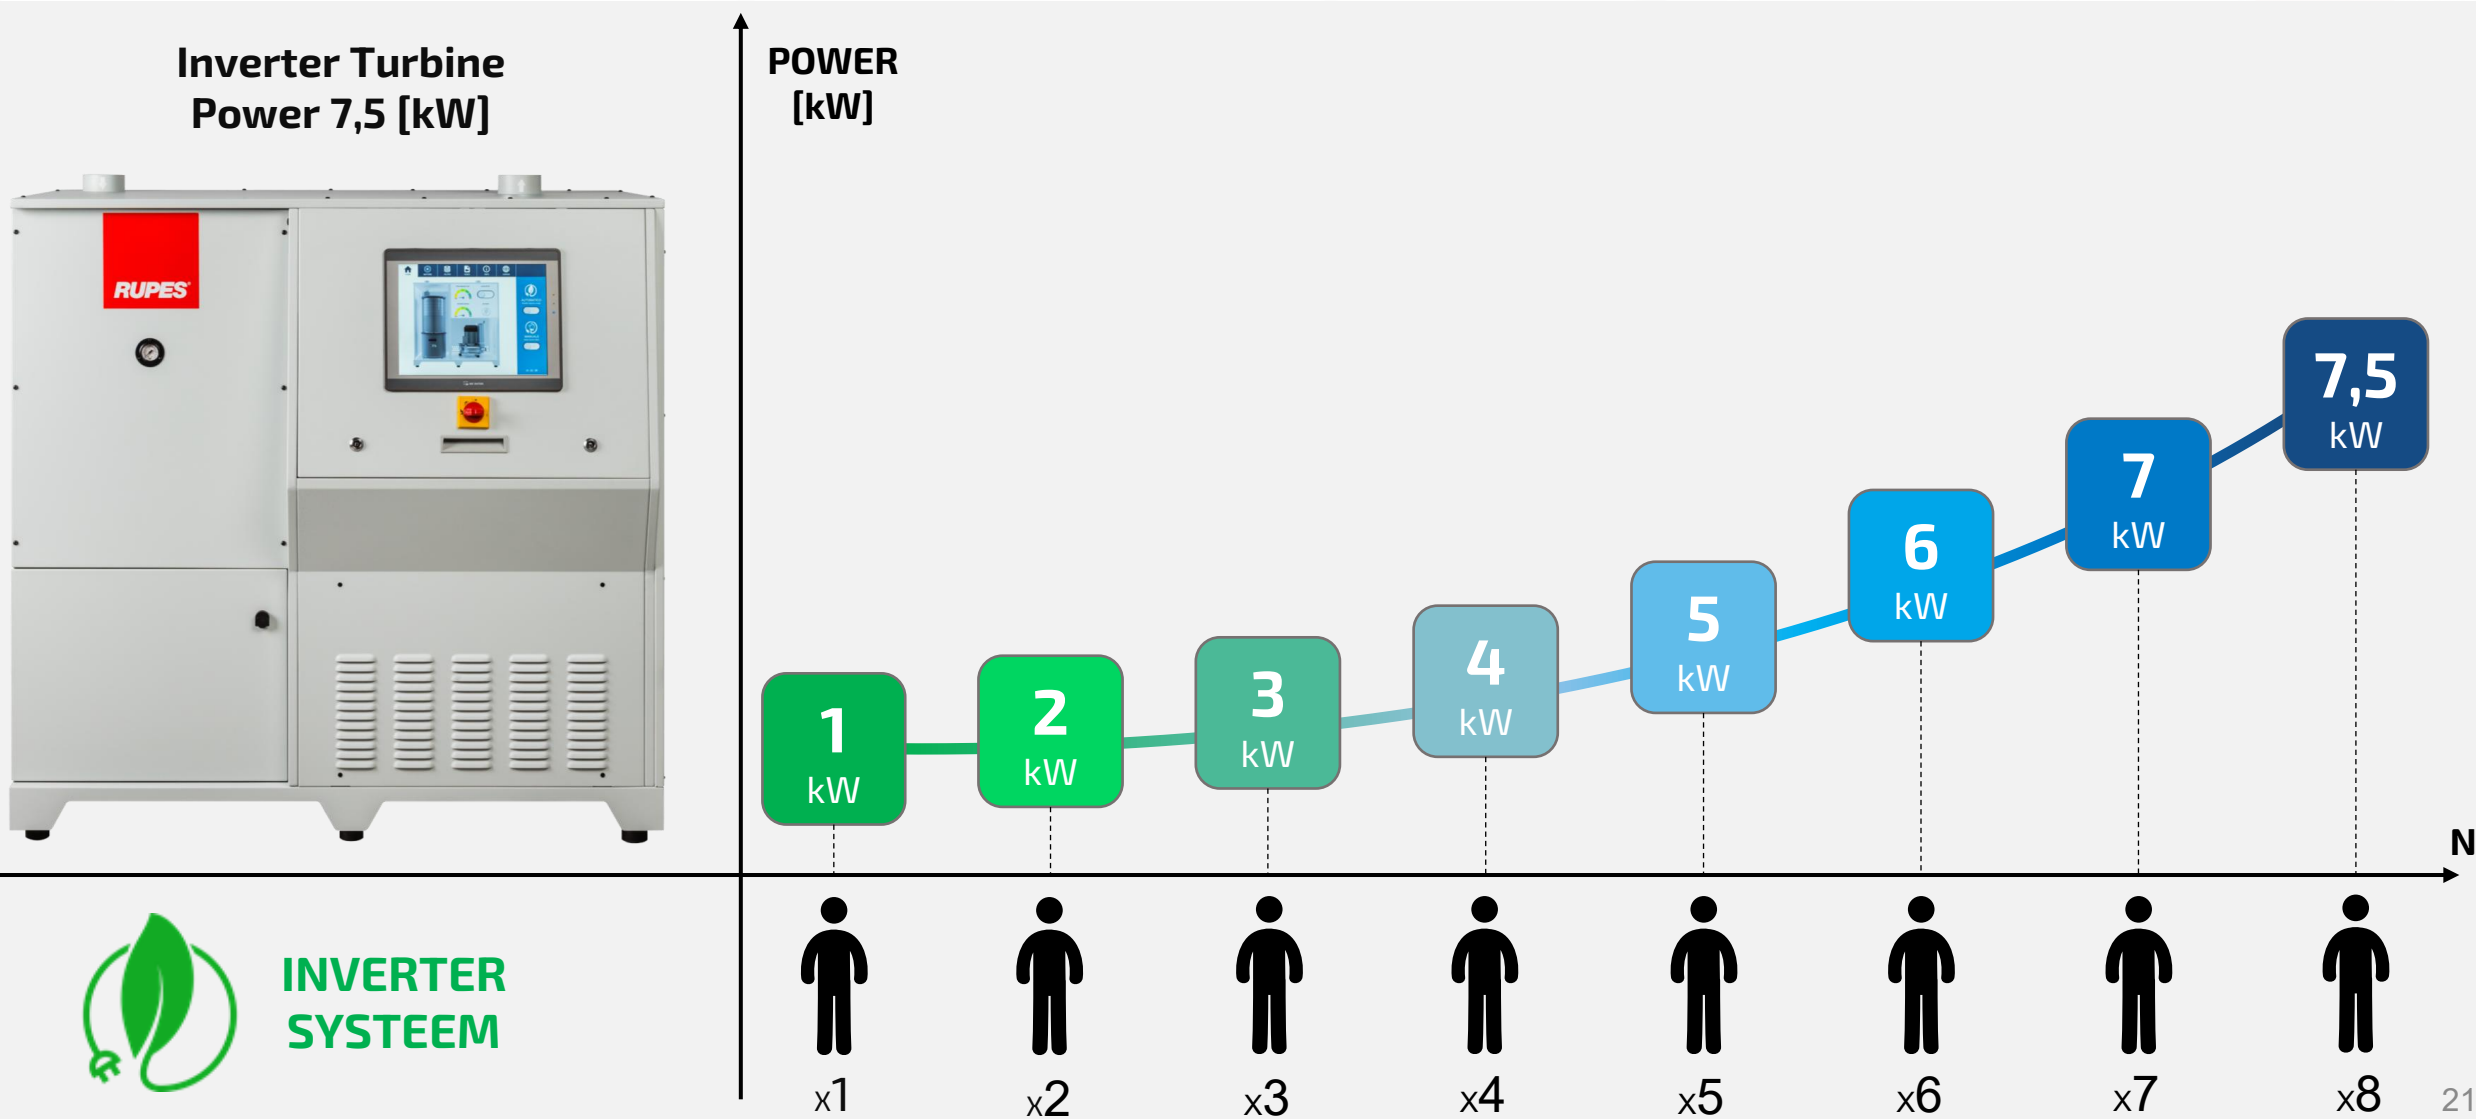 Inverter Turbine
Power 7,5 [kW]
RUPES
INVERTER
SYSTEEM
POWER
[kW]
1
kW
2
kW
3
kW
4
kW
5
kW
6
kW
7
kW
7,5
kW
N
x1
x2
x3
x4
x5
x6
x7
x8
21